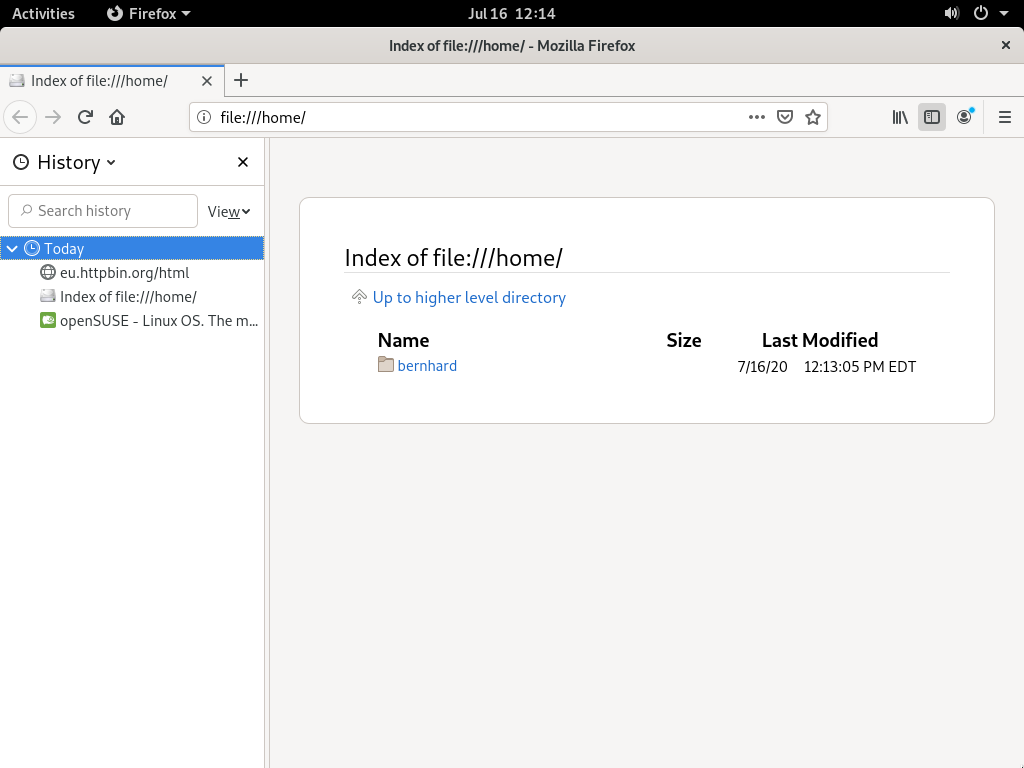 Activities Firefox Jul 16 12:14
Index of file:///home/ - Mozilla Firefox
Index of file:///home/
file:///home/
History
Search history View
Today
eu.httpbin.org/html
Index of file:///home/
openSUSE - Linux OS. The m...
Index of file:///home/
Up to higher level directory
Name Size Last Modified
bernhard 7/16/20 12:13:05 PM EDT